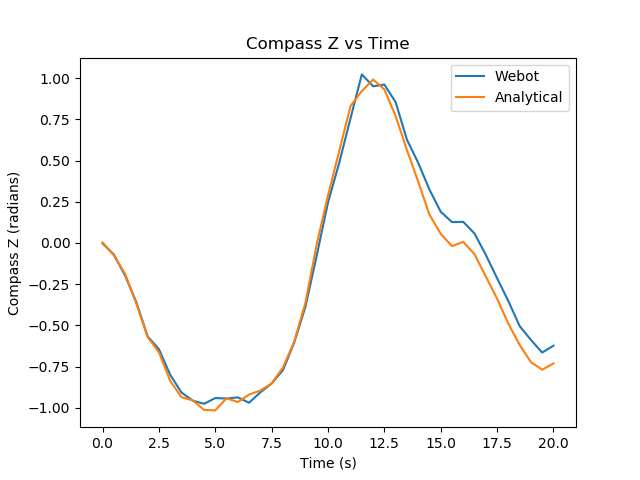 Compass Z vs Time
Webot
Analytical
1.00
0.75
0.50
0.25
0.00
−0.25
−0.50
−0.75
−1.00
Compass Z (radians)
0.0 2.5 5.0 7.5 10.0 12.5 15.0 17.5 20.0
Time (s)